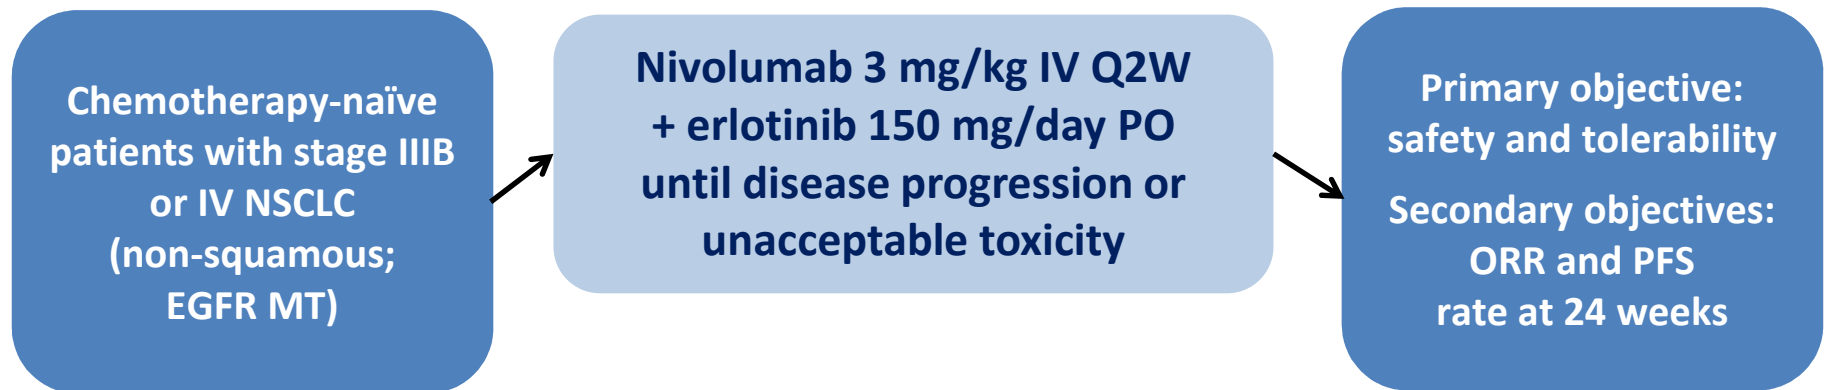 Chemotherapy-naïve
patients with stage IIIB
or IV NSCLC
(non-squamous;
EGFR MT)
Nivolumab 3 mg/kg IV Q2W
+ erlotinib 150 mg/day PO
until disease progression or
unacceptable toxicity
Primary objective:
safety and tolerability
Secondary objectives:
ORR and PFS
rate at 24 weeks